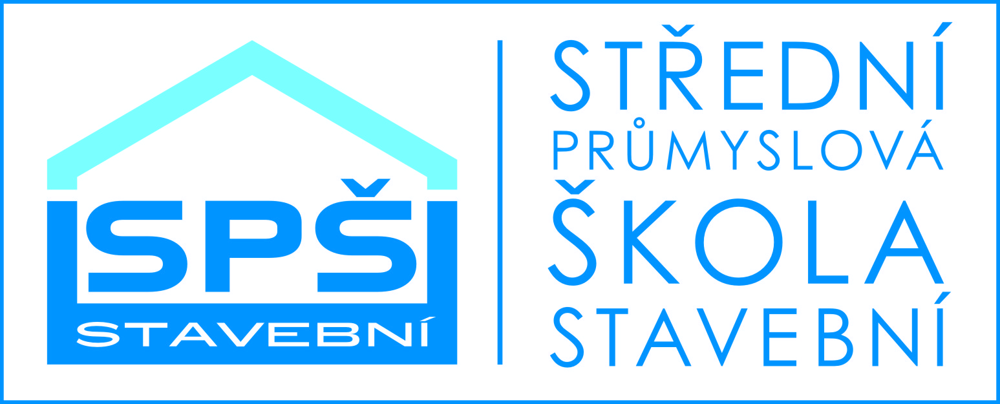 SPŠ
STAVEBNÍ
STŘEDNÍ
PRŮMYSLOVÁ
ŠKOLA
STAVEBNÍ